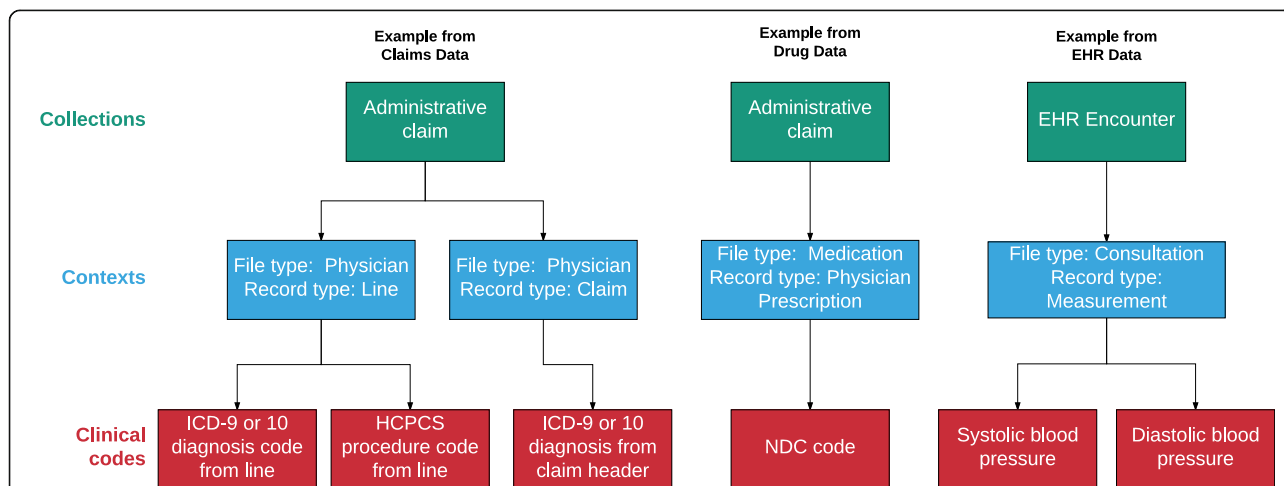 Example from
Claims Data
Example from
Drug Data
Example from
EHR Data
Collections
Administrative
claim
Administrative
claim
EHR Encounter
Contexts
File type:  Physician
Record type: Line
File type:  Physician
Record type: Claim
File type:  Medication
Record type: Physician
Prescription
File type: Consultation
Record type:
Measurement
Clinical
codes
ICD-9 or 10
diagnosis code
from line
HCPCS
procedure code
from line
ICD-9 or 10
diagnosis from
claim header
NDC code
Systolic blood
pressure
Diastolic blood
pressure